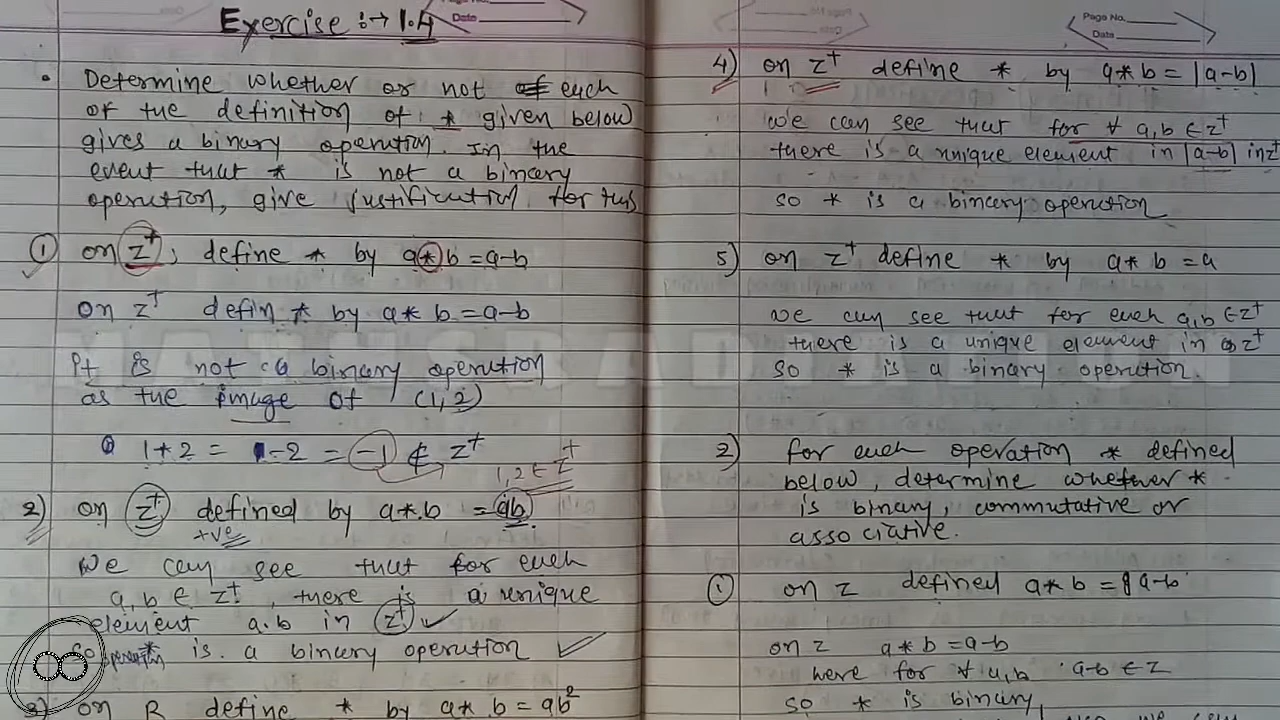 Exercise :→ 1.4
• Determine whether or not of each
of the definition of * given below
gives a binary operation. In the
event that * is not a binary
operation, give justification for this
① on z+, define * by a*b = a-b
on z+ defin * by a* b = a-b
It is not a binary operation
as the image of (1,2)
1*2 = 1-2 = -1 ∉ z+
1,2 ∈ z+
2) on z+ defined by a*.b = ab
+ve
We can see that for each
a, b ∈ z+, there is a unique
element a.b in z+ ✓
so * is a binary operation ✓
3) on R define * by a* b = ab²
Page No.
Date
4) on z+ define * by a*b = |a-b|
we can see that for ∀ a,b ∈ z+
there is a unique element in |a-b| in z+
so * is a binary operation
5) on z+ define * by a* b = a
we can see that for each a,b ∈ z+
there is a unique element in a z+
so * is a binary operation.
2) for each operation * defined
below, determine whether *
is binary, commutative or
associative.
① on z defined a* b = a-b
on z a*b = a-b
here for ∀ a,b a-b ∈ z
so * is binary,
MATHS RADIATION